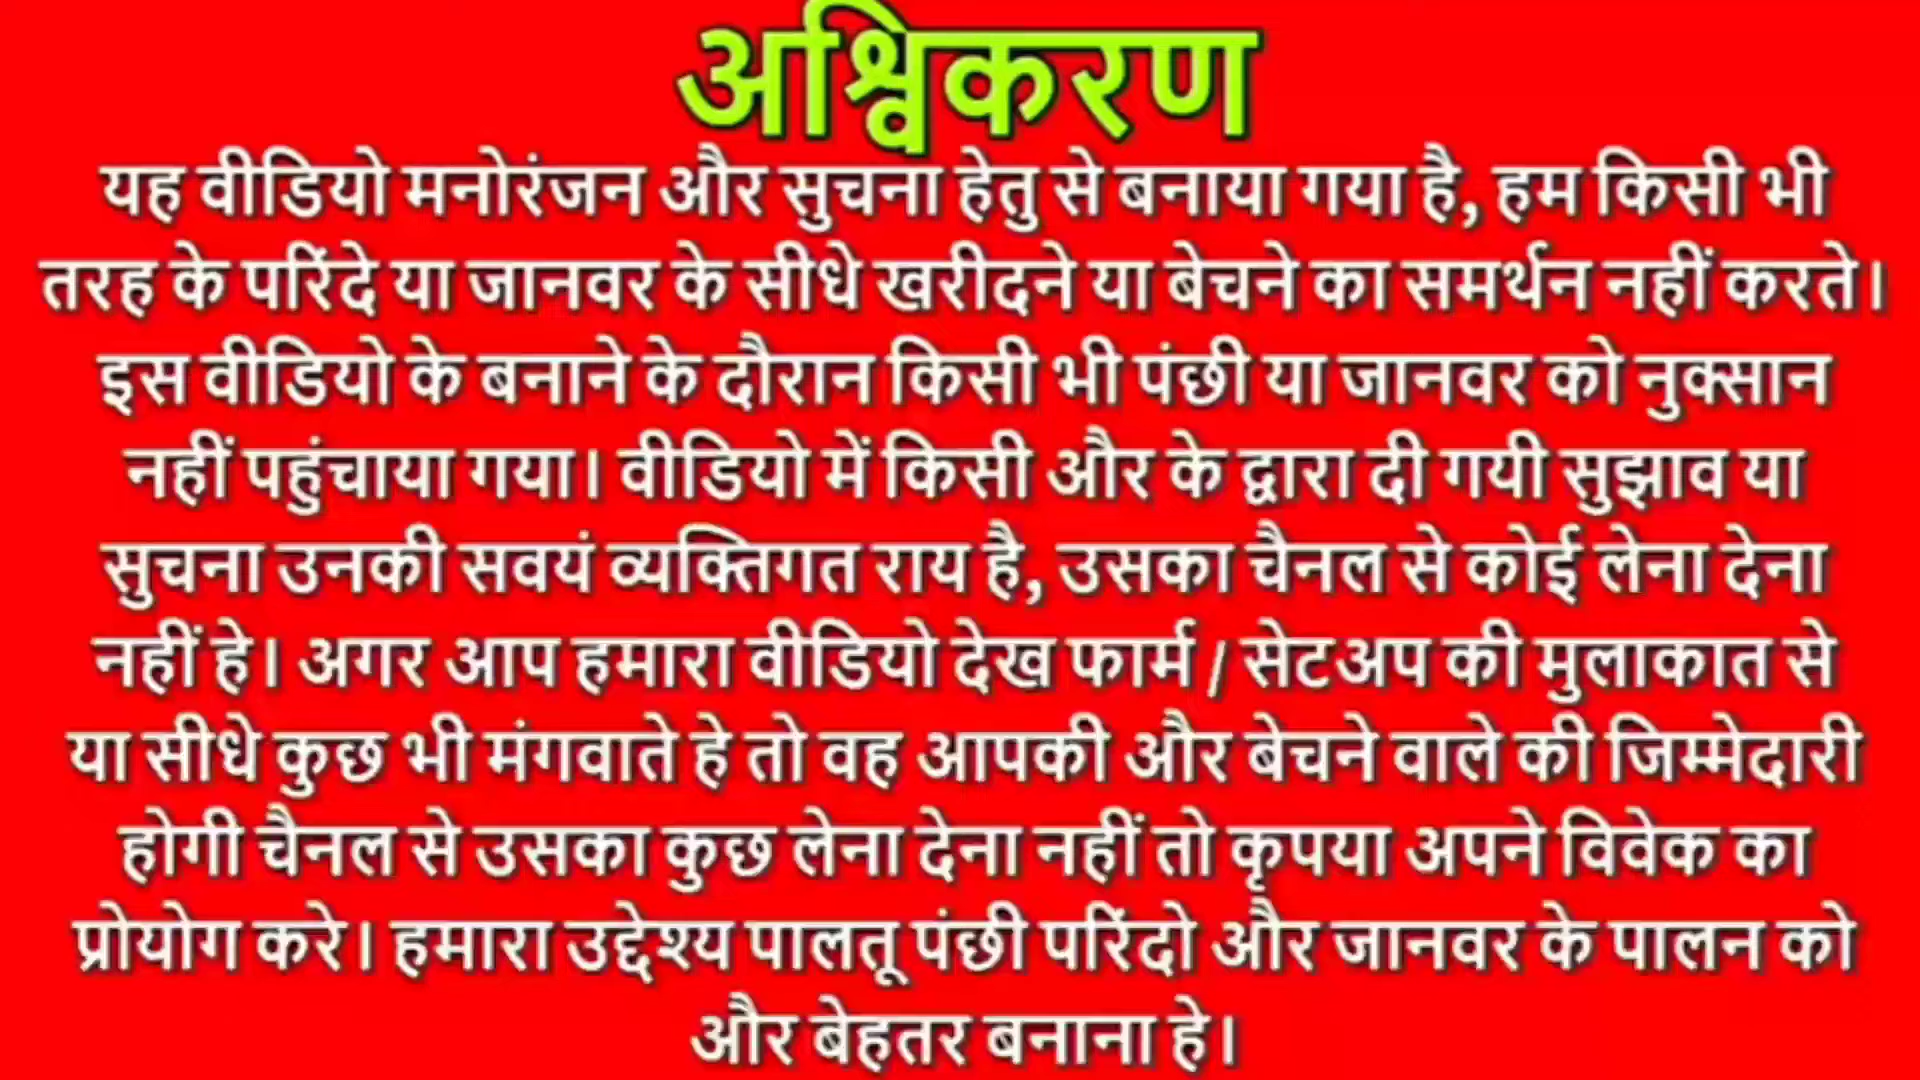 अश्विकरण
यह वीडियो मनोरंजन और सुचना हेतु से बनाया गया है, हम किसी भी
तरह के परिंदे या जानवर के सीधे खरीदने या बेचने का समर्थन नहीं करते।
इस वीडियो के बनाने के दौरान किसी भी पंछी या जानवर को नुक्सान
नहीं पहुंचाया गया। वीडियो में किसी और के द्वारा दी गयी सुझाव या
सुचना उनकी सवयं व्यक्तिगत राय है, उसका चैनल से कोई लेना देना
नहीं हे। अगर आप हमारा वीडियो देख फार्म / सेटअप की मुलाकात से
या सीधे कुछ भी मंगवाते हे तो वह आपकी और बेचने वाले की जिम्मेदारी
होगी चैनल से उसका कुछ लेना देना नहीं तो कृपया अपने विवेक का
प्रोयोग करे। हमारा उद्देश्य पालतू पंछी परिंदो और जानवर के पालन को
और बेहतर बनाना हे।